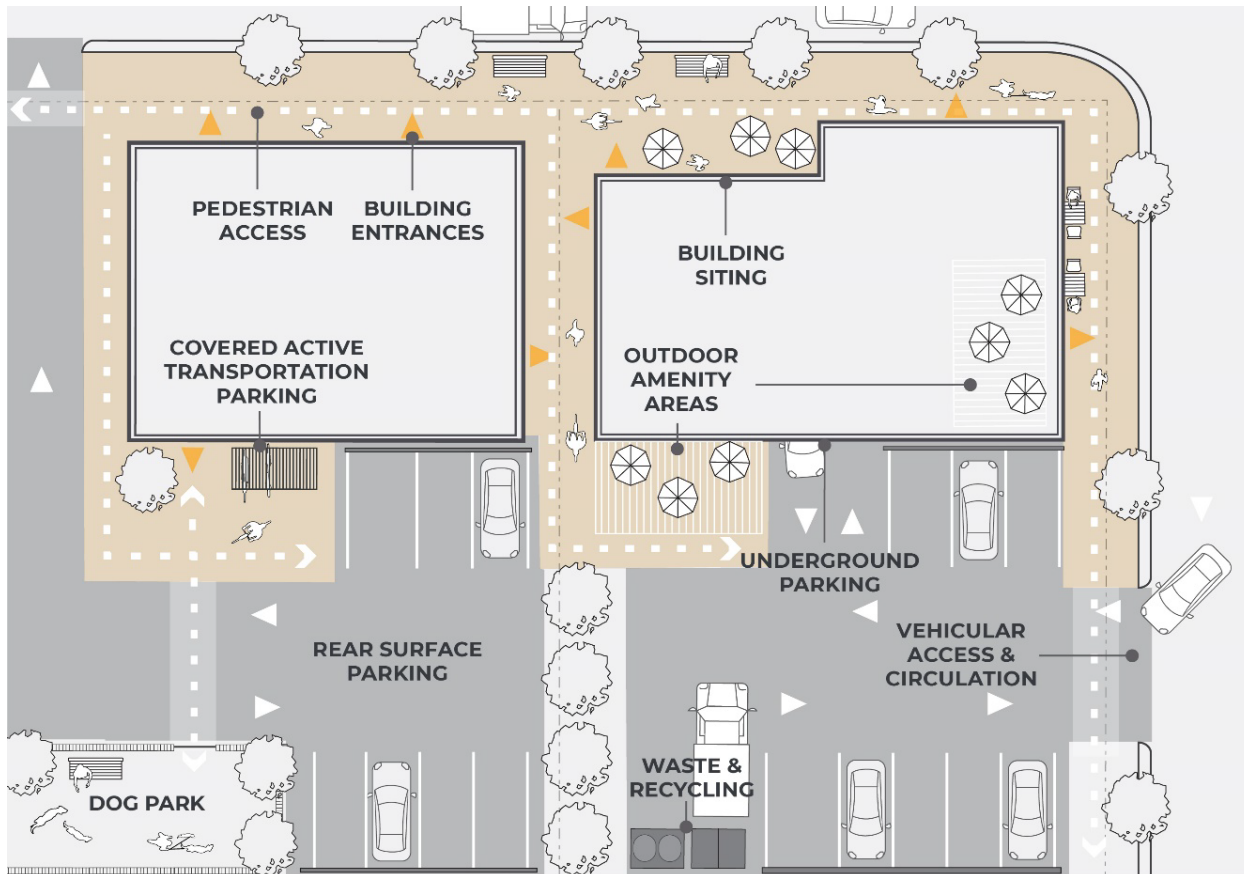 PEDESTRIAN
ACCESS
BUILDING
ENTRANCES
BUILDING
SITING
COVERED ACTIVE
TRANSPORTATION
PARKING
OUTDOOR
AMENITY
AREAS
UNDERGROUND
PARKING
REAR SURFACE
PARKING
VEHICULAR
ACCESS &
CIRCULATION
WASTE &
RECYCLING
DOG PARK